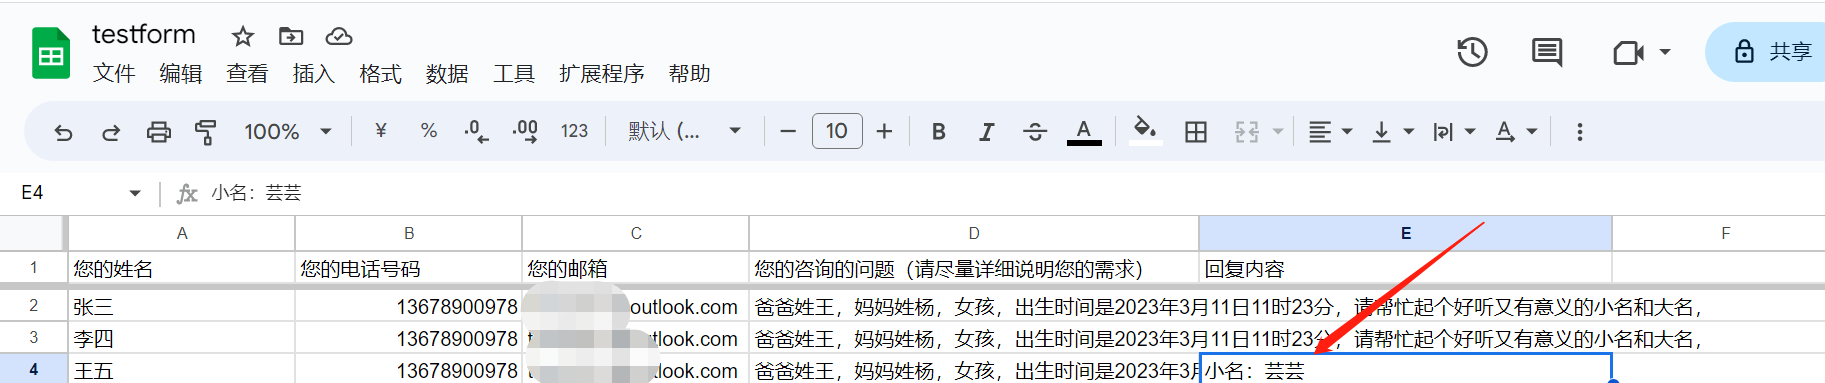 testform
文件 编辑 查看 插入 格式 数据 工具 扩展程序 帮助
共享
100% ¥ % .0 .00 123 默认 (... 10 B I A A
E4 fx 小名：芸芸
A B C D E F
1 您的姓名 您的电话号码 您的邮箱 您的咨询的问题（请尽量详细说明您的需求） 回复内容
2 张三 13678900978 outlook.com 爸爸姓王，妈妈姓杨，女孩，出生时间是2023年3月11日11时23分，请帮忙起个好听又有意义的小名和大名，
3 李四 13678900978 outlook.com 爸爸姓王，妈妈姓杨，女孩，出生时间是2023年3月11日11时23分，请帮忙起个好听又有意义的小名和大名，
4 王五 13678900978 tlook.com 爸爸姓王，妈妈姓杨，女孩，出生时间是2023年3月 小名：芸芸